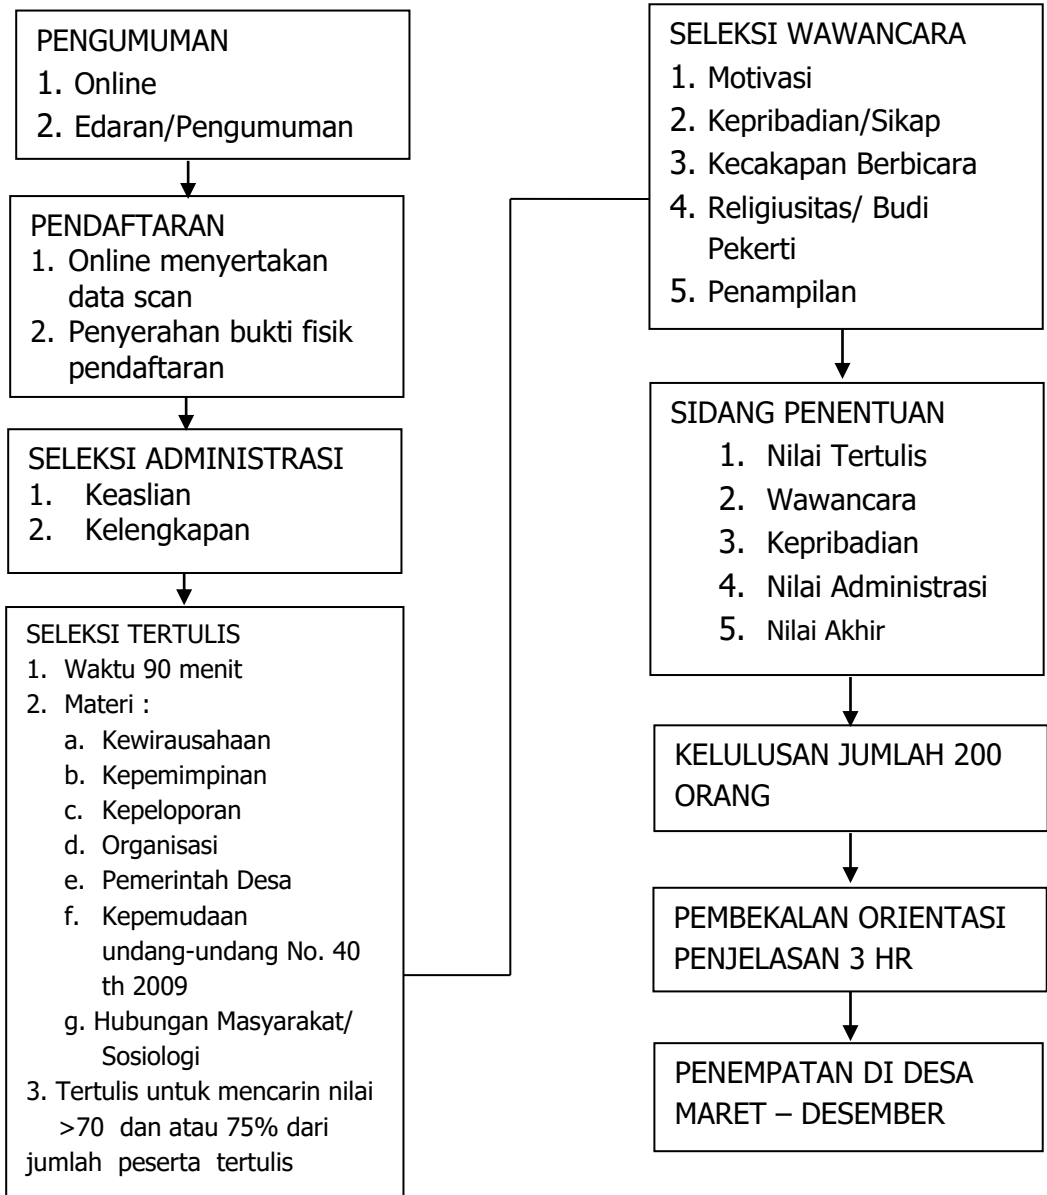 PENGUMUMAN
1. Online
2. Edaran/Pengumuman
PENDAFTARAN
1. Online menyertakan
data scan
2. Penyerahan bukti fisik
pendaftaran
SELEKSI ADMINISTRASI
1. Keaslian
2. Kelengkapan
SELEKSI TERTULIS
1. Waktu 90 menit
2. Materi :
a. Kewirausahaan
b. Kepemimpinan
c. Kepeloporan
d. Organisasi
e. Pemerintah Desa
f. Kepemudaan
undang-undang No. 40
th 2009
g. Hubungan Masyarakat/
Sosiologi
3. Tertulis untuk mencarin nilai
>70 dan atau 75% dari
jumlah peserta tertulis
SELEKSI WAWANCARA
1. Motivasi
2. Kepribadian/Sikap
3. Kecakapan Berbicara
4. Religiusitas/ Budi
Pekerti
5. Penampilan
SIDANG PENENTUAN
1. Nilai Tertulis
2. Wawancara
3. Kepribadian
4. Nilai Administrasi
5. Nilai Akhir
KELULUSAN JUMLAH 200
ORANG
PEMBEKALAN ORIENTASI
PENJELASAN 3 HR
PENEMPATAN DI DESA
MARET – DESEMBER